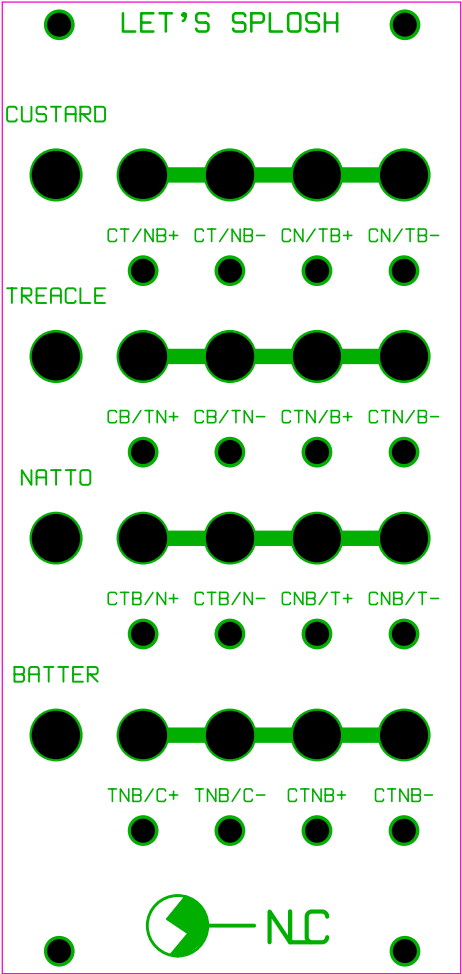 LET'S SPLOSH
CUSTARD
CT/NB+ CT/NB- CN/TB+ CN/TB-
TREACLE
CB/TN+ CB/TN- CTN/B+ CTN/B-
NATTO
CTB/N+ CTB/N- CNB/T+ CNB/T-
BATTER
TNB/C+ TNB/C- CTNB+ CTNB-
NLC